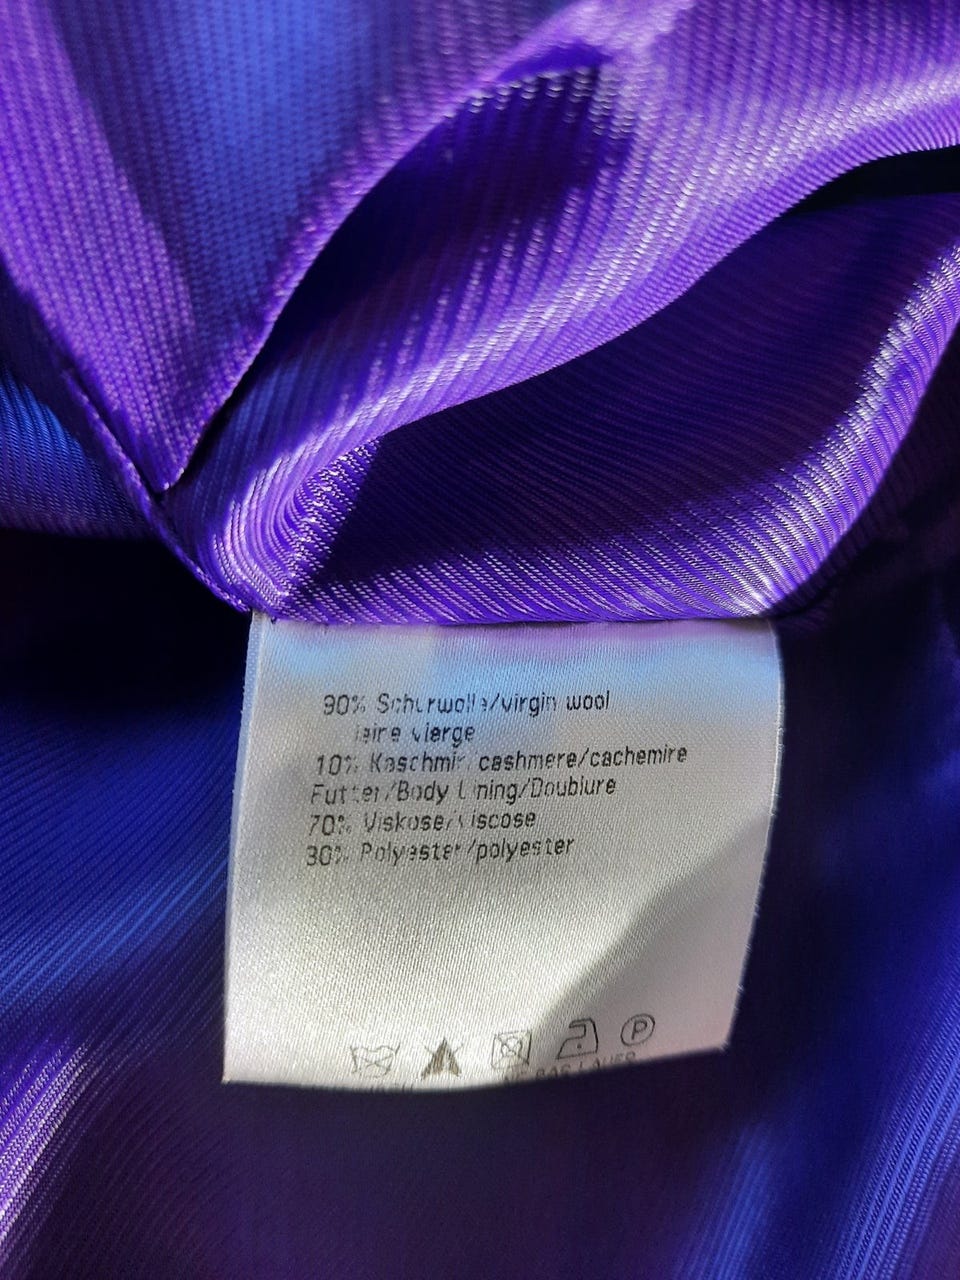 90% Schurwolle/virgin wool
laine vierge
10% Kaschmir cashmere/cachemire
Futter/Body Lining/Doublure
70% Viskose/viscose
30% Polyester/polyester
P